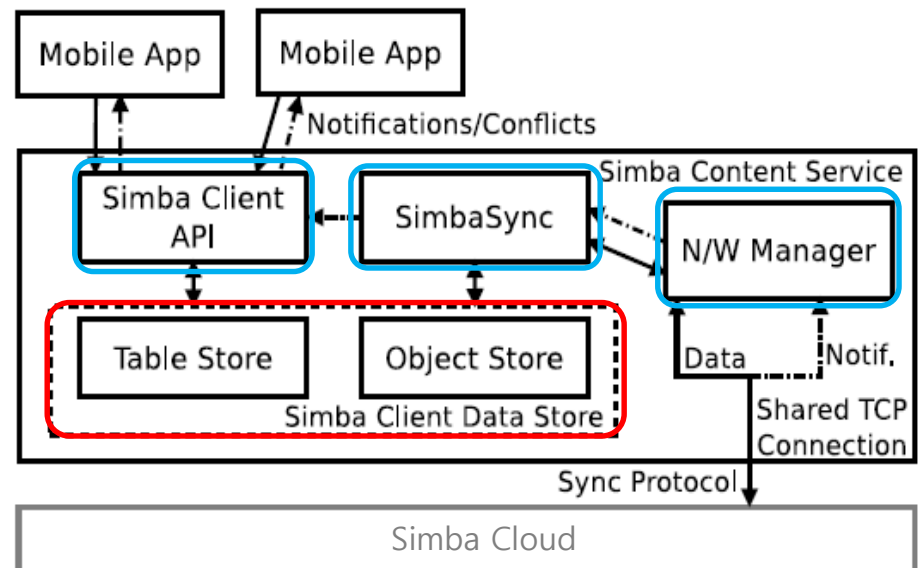 Mobile App
Mobile App
Notifications/Conflicts
Simba Content Service
Simba Client
API
SimbaSync
N/W Manager
Table Store
Object Store
Simba Client Data Store
Data
Notif.
Shared TCP
Connection
Sync Protocol
Simba Cloud